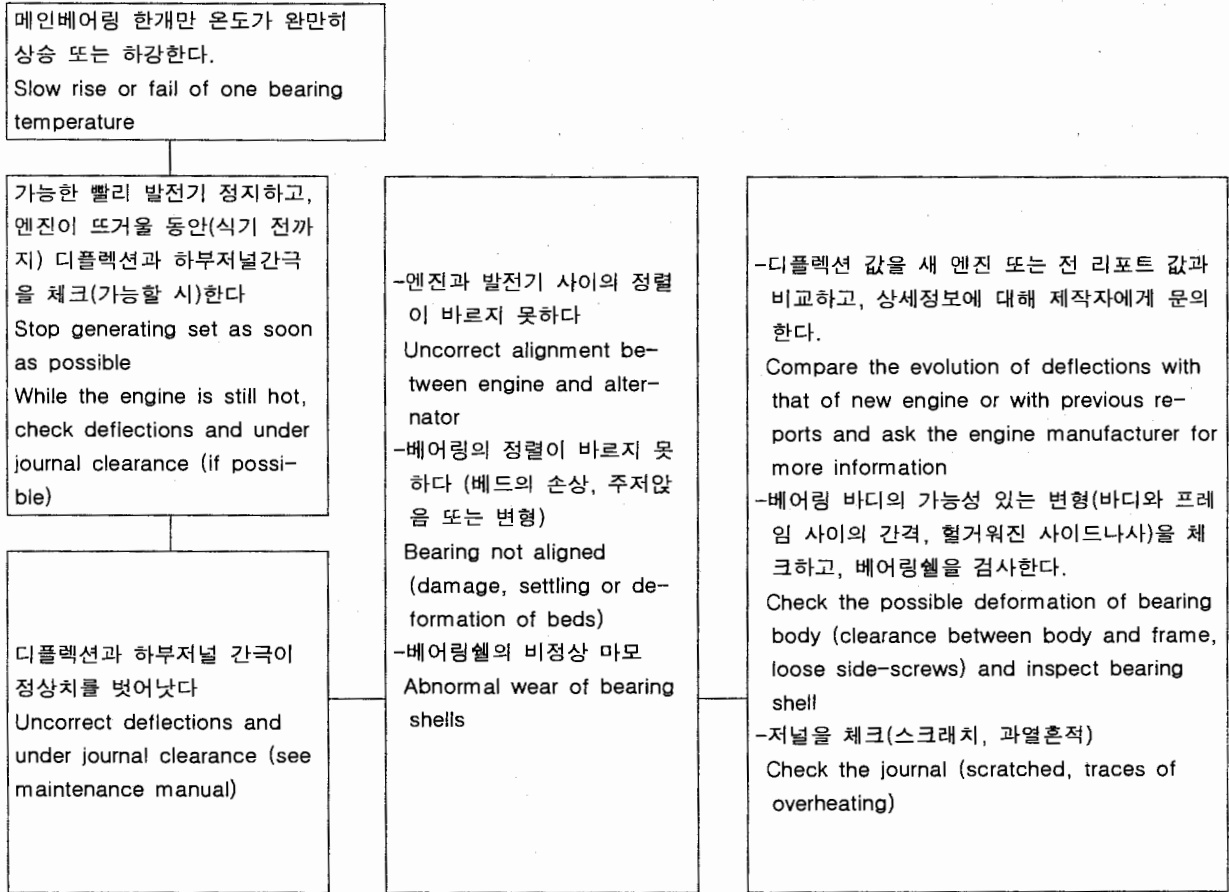 메인베어링 한개만 온도가 완만히
상승 또는 하강한다.
Slow rise or fail of one bearing
temperature
가능한 빨리 발전기 정지하고,
엔진이 뜨거울 동안(식기 전까
지) 디플렉션과 하부저널간극
을 체크(가능할 시)한다
Stop generating set as soon
as possible
While the engine is still hot,
check deflections and under
journal clearance (if possi-
ble)
디플렉션과 하부저널 간극이
정상치를 벗어낫다
Uncorrect deflections and
under journal clearance (see
maintenance manual)
-엔진과 발전기 사이의 정렬
이 바르지 못하다
Uncorrect alignment be-
tween engine and alter-
nator
-베어링의 정렬이 바르지 못
하다 (베드의 손상, 주저앉
음 또는 변형)
Bearing not aligned
(damage, settling or de-
formation of beds)
-베어링쉘의 비정상 마모
Abnormal wear of bearing
shells
-디플렉션 값을 새 엔진 또는 전 리포트 값과
비교하고, 상세정보에 대해 제작자에게 문의
한다.
Compare the evolution of deflections with
that of new engine or with previous re-
ports and ask the engine manufacturer for
more information
-베어링 바디의 가능성 있는 변형(바디와 프레
임 사이의 간격, 헐거워진 사이드나사)을 체
크하고, 베어링쉘을 검사한다.
Check the possible deformation of bearing
body (clearance between body and frame,
loose side-screws) and inspect bearing
shell
-저널을 체크(스크래치, 과열흔적)
Check the journal (scratched, traces of
overheating)